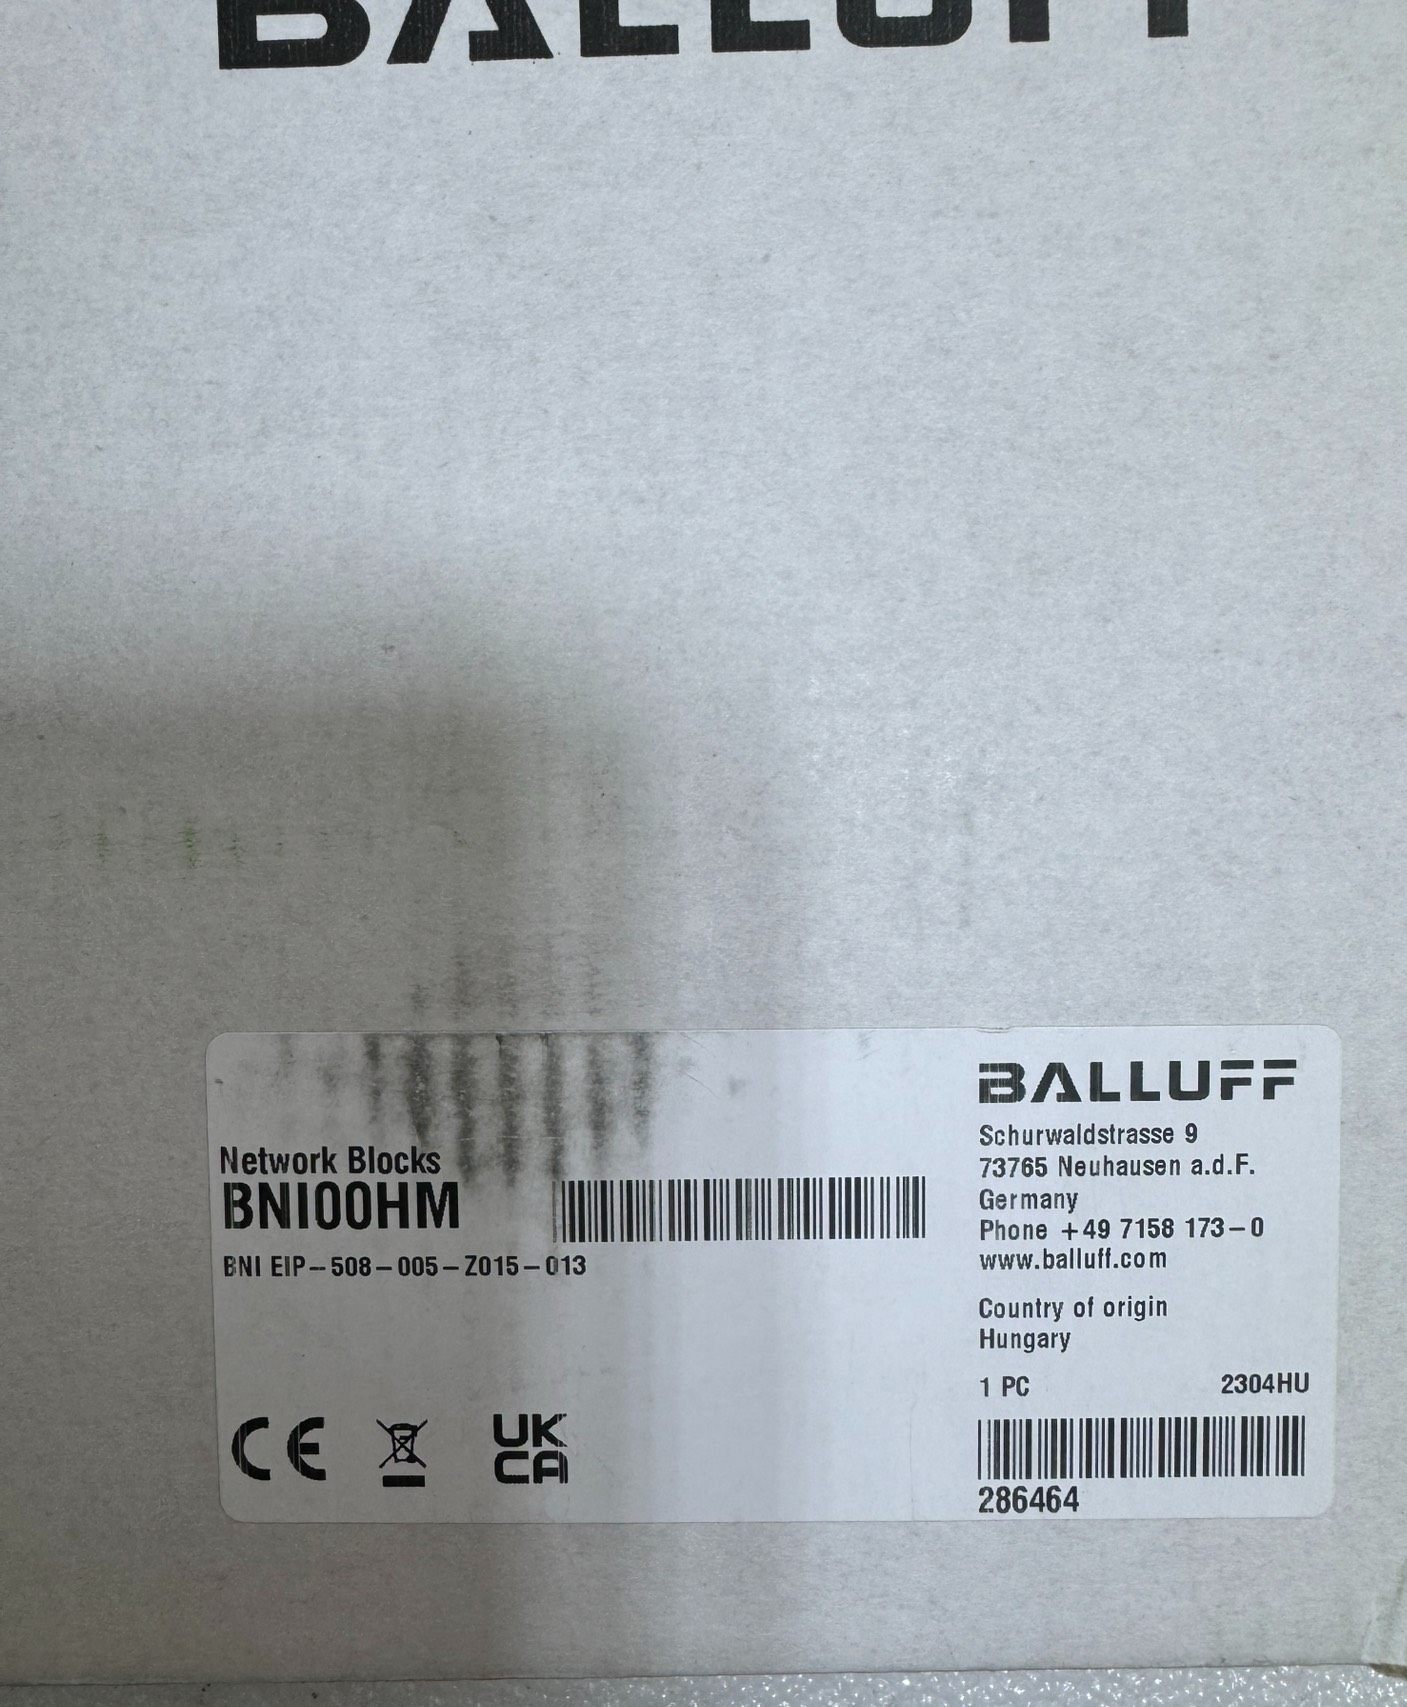 BALLUFF
Network Blocks
BNI00HM
BNI EIP-508-005-Z015-013
CE
UK
CA
BALLUFF
Schurwaldstrasse 9
73765 Neuhausen a.d.F.
Germany
Phone +49 7158 173-0
www.balluff.com
Country of origin
Hungary
1 PC 2304HU
286464